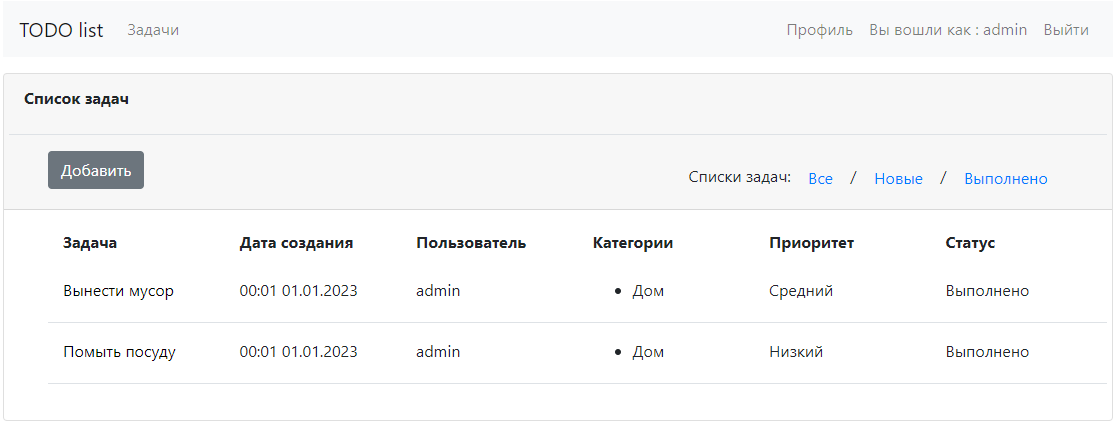 TODO list Задачи Профиль Вы вошли как : admin Выйти
Список задач
Добавить Списки задач: Все / Новые / Выполнено
Задача Дата создания Пользователь Категории Приоритет Статус
Вынести мусор 00:01 01.01.2023 admin • Дом Средний Выполнено
Помыть посуду 00:01 01.01.2023 admin • Дом Низкий Выполнено